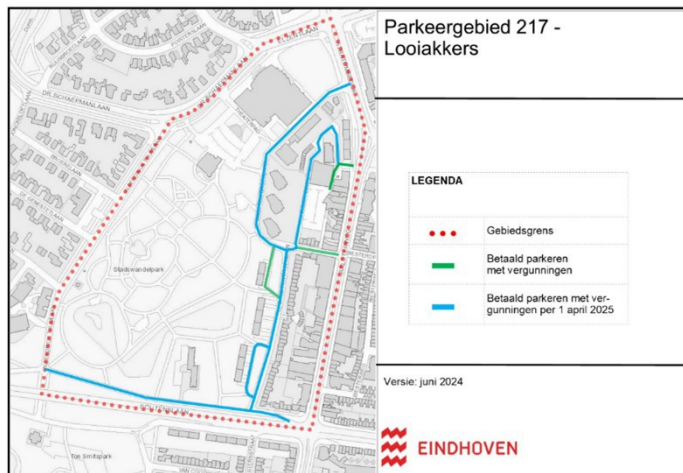 Parkeergebied 217 -
Looiakkers
LEGENDA
Gebiedsgrens
Betaald parkeren
met vergunningen
Betaald parkeren met ver-
gunningen per 1 april 2025
Versie: juni 2024
EINDHOVEN
DR.SCHAEPMANLAAN
Stadswandelpark
Ton Smitspark